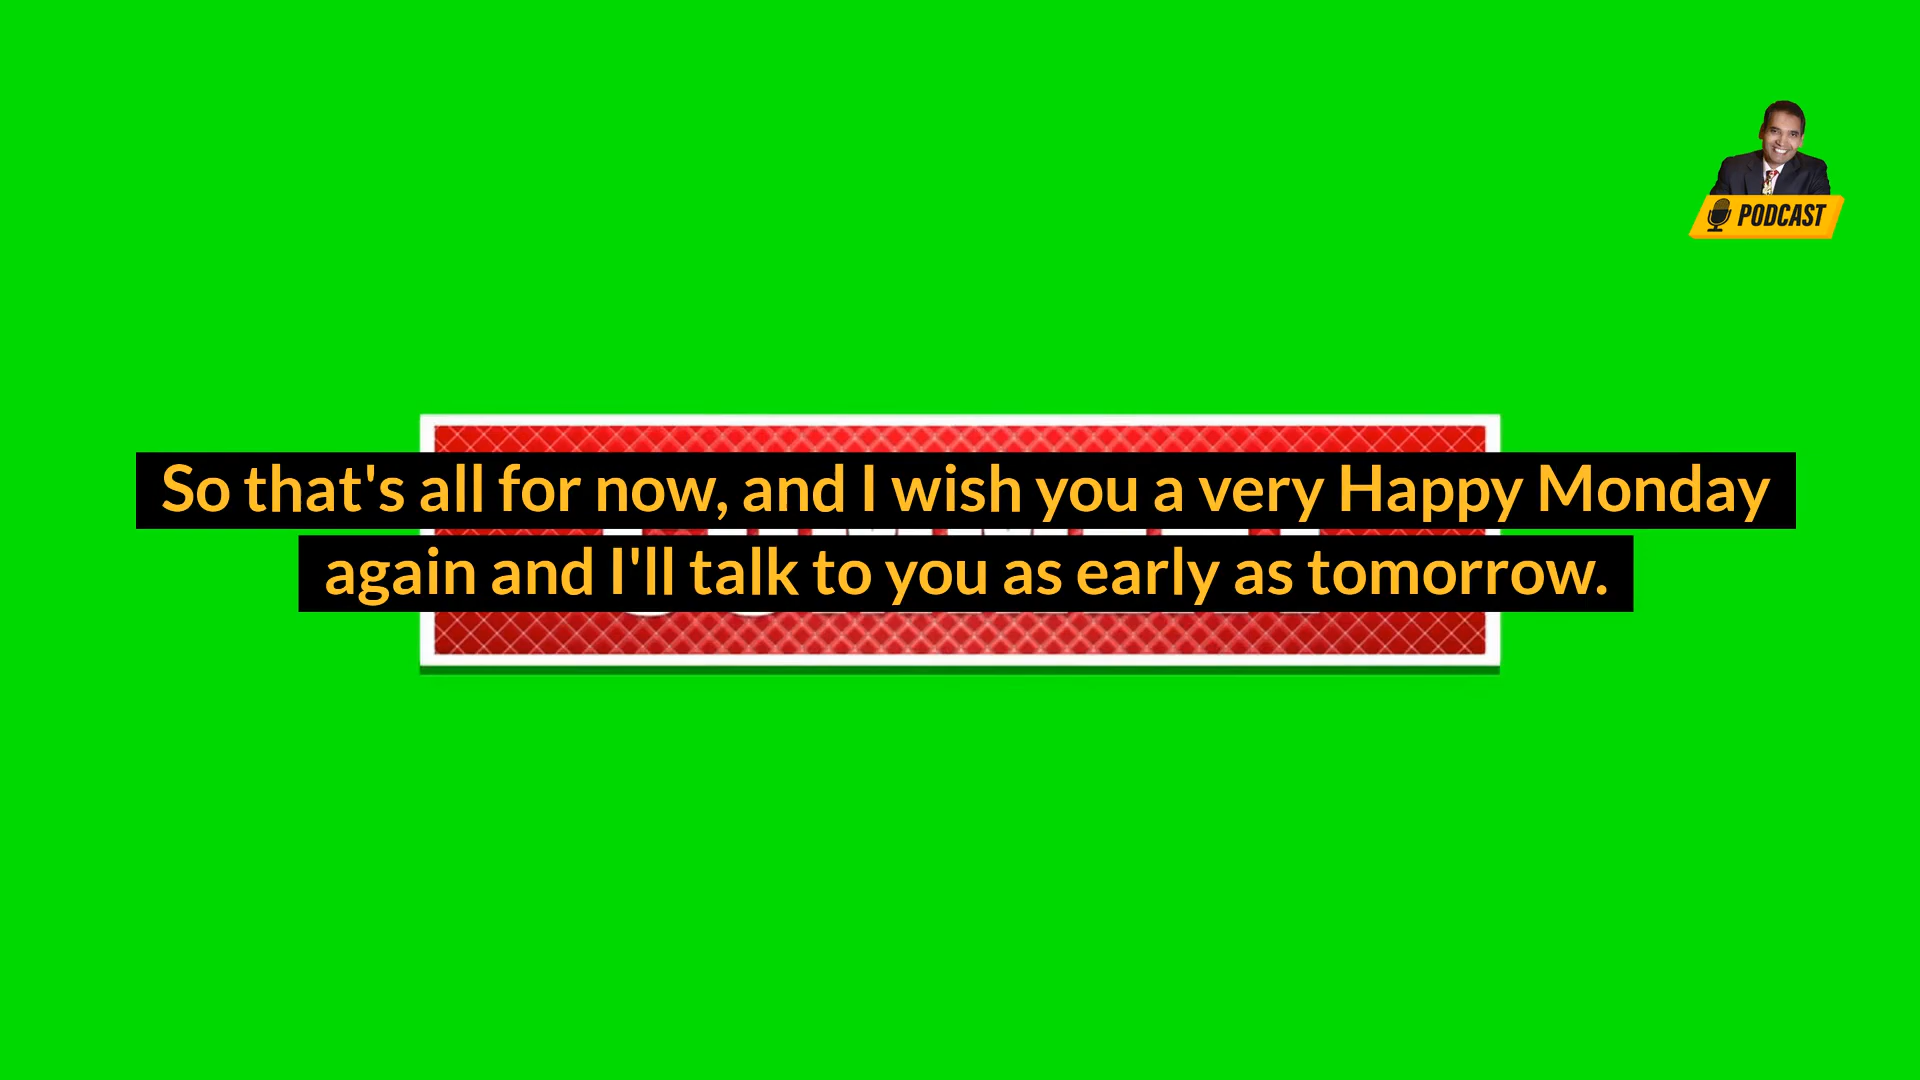 PODCAST
So that's all for now, and I wish you a very Happy Monday
again and I'll talk to you as early as tomorrow.